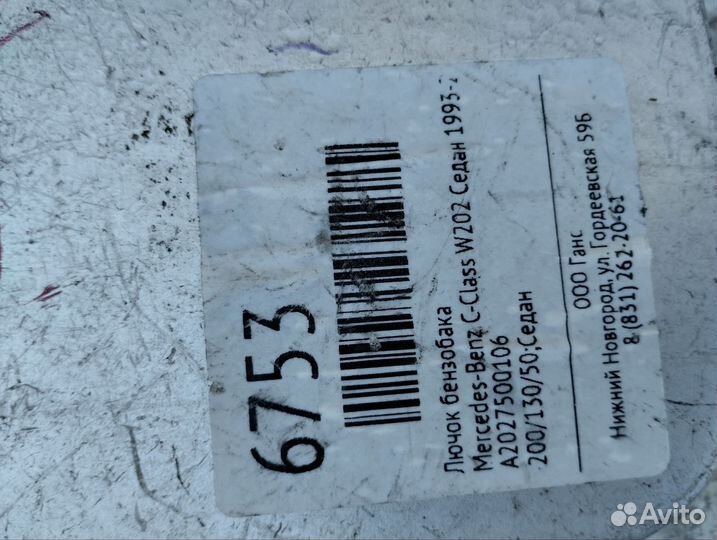 6753
Лючок бензобака
Mercedes-Benz C-Class W202 Седан 1993-2
A2027500106
200/130/50;Седан
ООО Ганс
Нижний Новгород, ул. Гордеевская 59Б
8 (831) 262-20-61
Avito